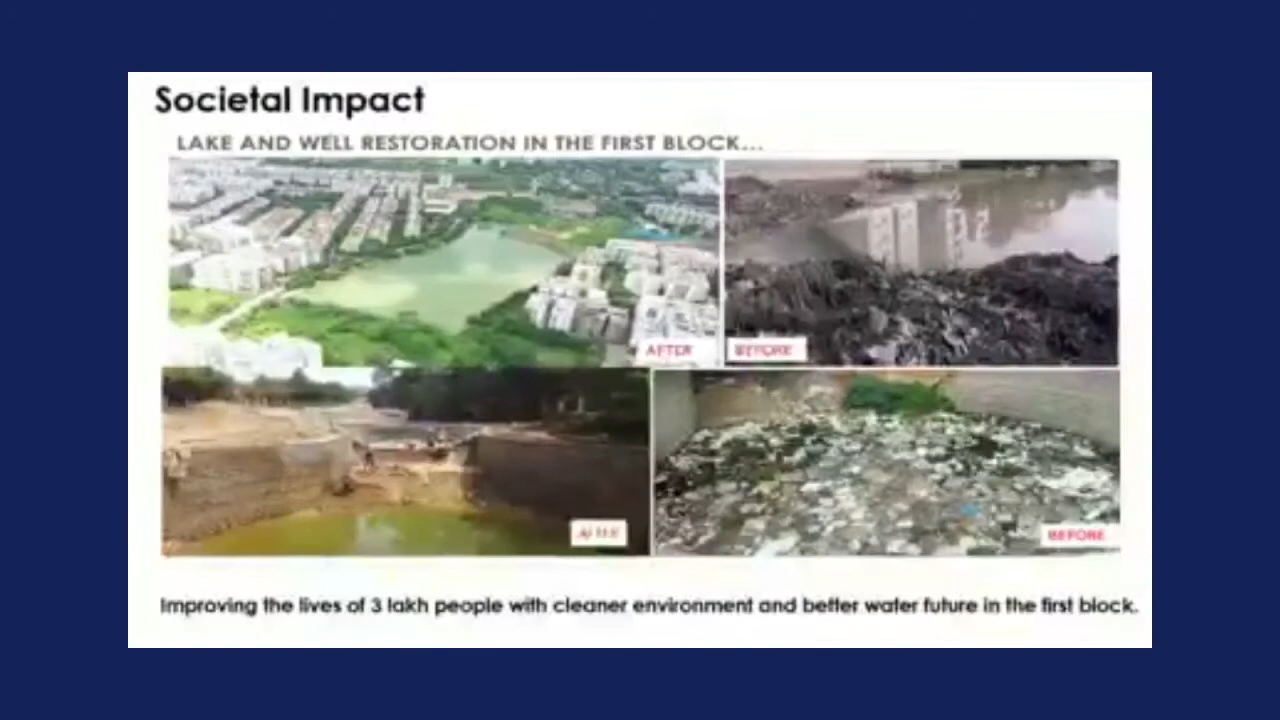 Societal Impact
LAKE AND WELL RESTORATION IN THE FIRST BLOCK...
AFTER
BEFORE
AFTER
BEFORE
Improving the lives of 3 lakh people with cleaner environment and better water future in the first block.